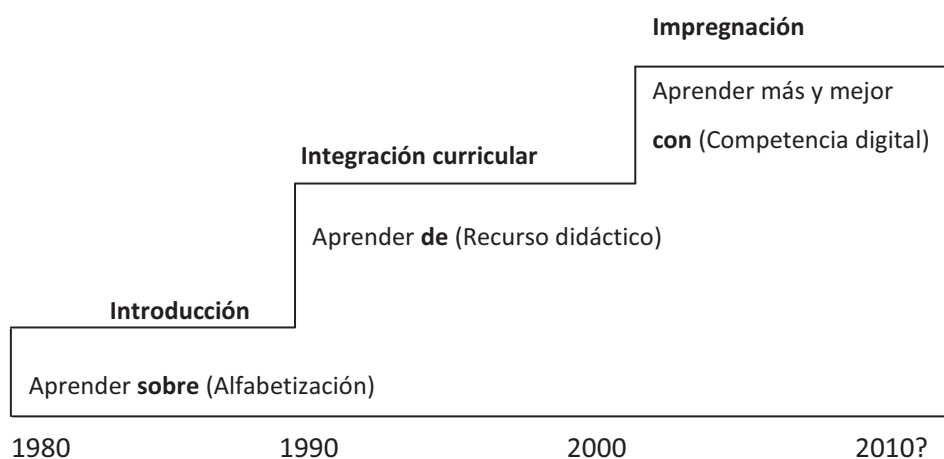 Impregnación
Aprender más y mejor
con (Competencia digital)
Integración curricular
Aprender de (Recurso didáctico)
Introducción
Aprender sobre (Alfabetización)
1980 1990 2000 2010?